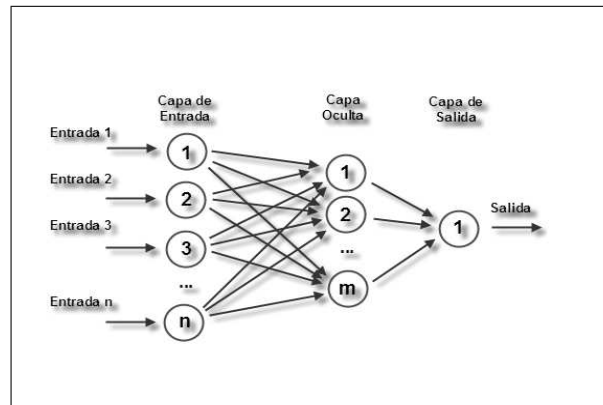 Capa de
Entrada
Capa
Oculta
Capa de
Salida
Entrada 1
1
1
Entrada 2
2
2
1
Salida
Entrada 3
3
...
...
m
Entrada n
n